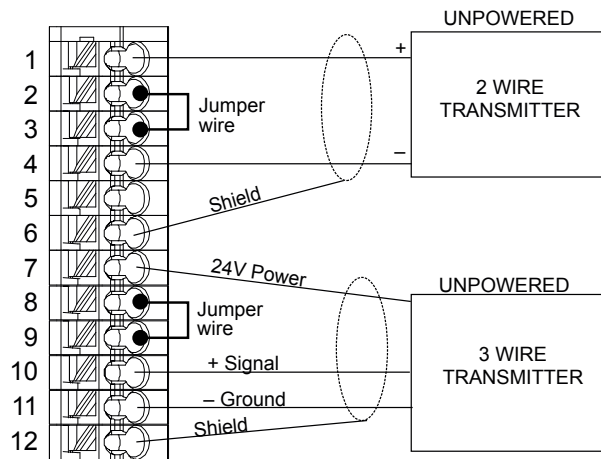 UNPOWERED
1
+
2 WIRE
TRANSMITTER
2
Jumper
wire
3
4
–
5
Shield
6
7
24V Power
UNPOWERED
8
Jumper
wire
9
3 WIRE
TRANSMITTER
10
+ Signal
11
– Ground
Shield
12